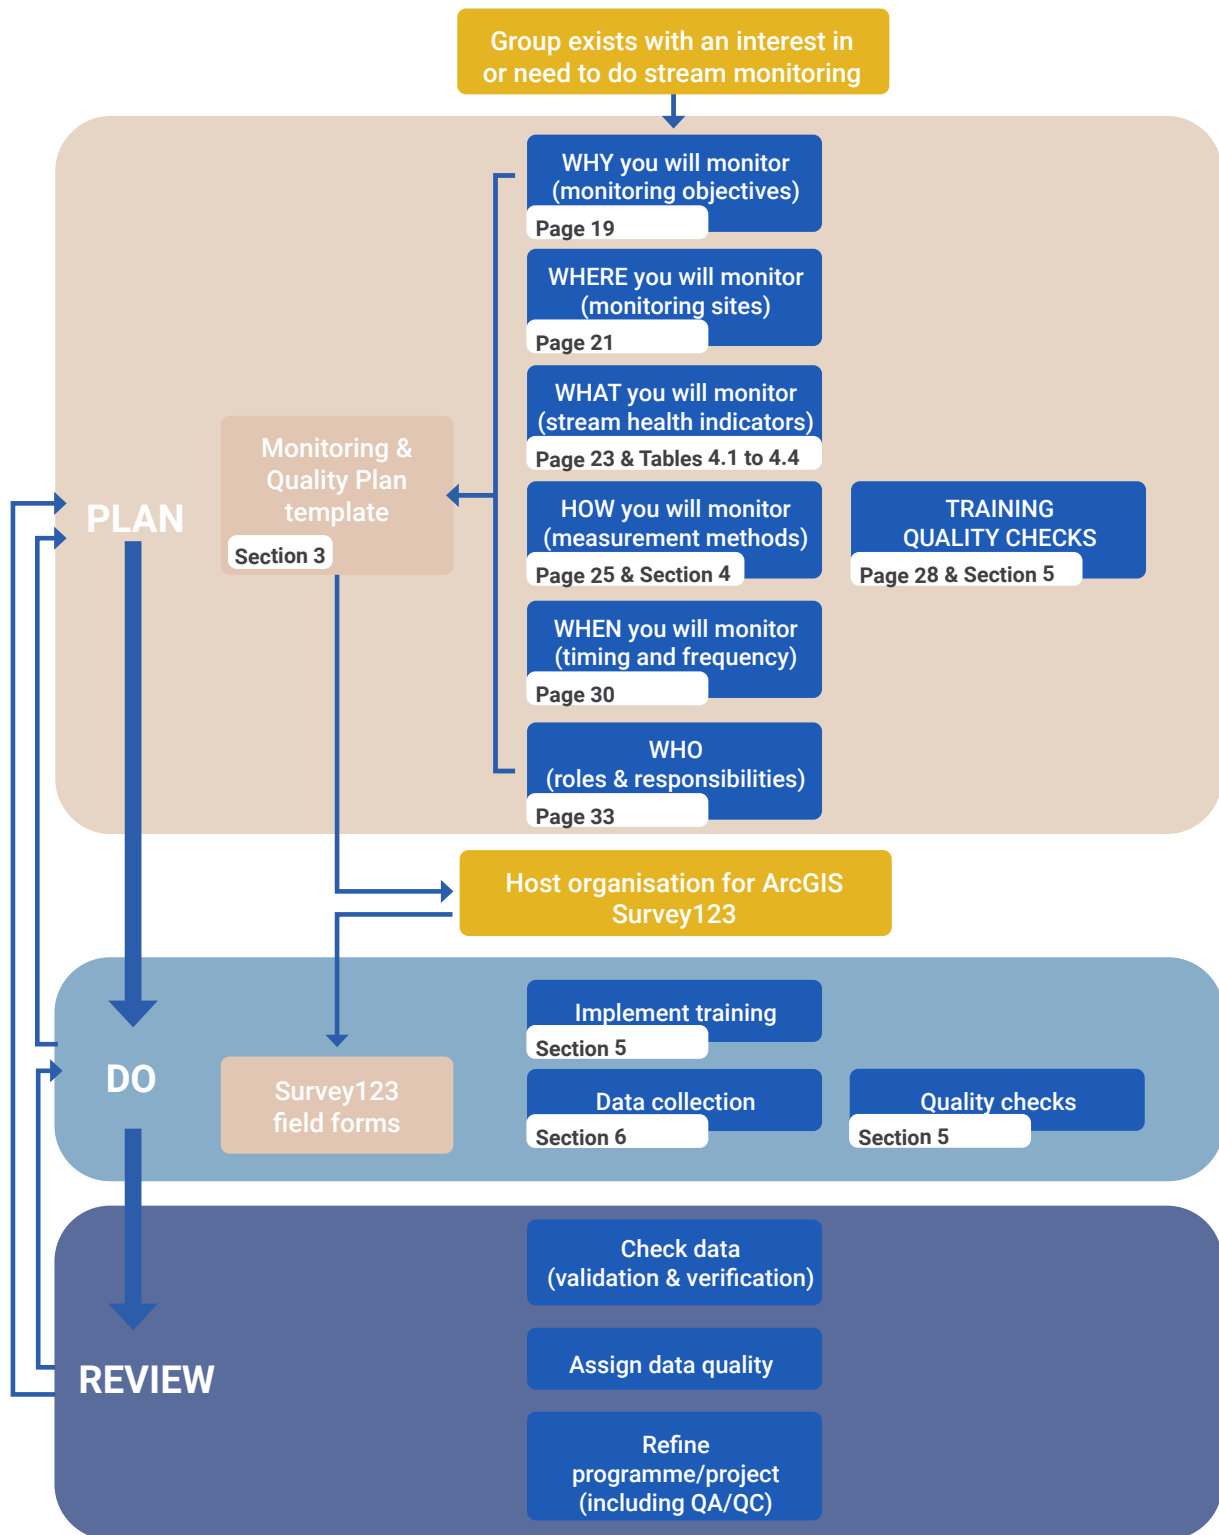 Group exists with an interest in
or need to do stream monitoring
WHY you will monitor
(monitoring objectives)
Page 19
WHERE you will monitor
(monitoring sites)
Page 21
WHAT you will monitor
(stream health indicators)
Page 23 & Tables 4.1 to 4.4
PLAN
Monitoring &
Quality Plan
template
Section 3
HOW you will monitor
(measurement methods)
Page 25 & Section 4
TRAINING
QUALITY CHECKS
Page 28 & Section 5
WHEN you will monitor
(timing and frequency)
Page 30
WHO
(roles & responsibilities)
Page 33
Host organisation for ArcGIS
Survey123
DO
Survey123
field forms
Implement training
Section 5
Data collection
Section 6
Quality checks
Section 5
REVIEW
Check data
(validation & verification)
Assign data quality
Refine
programme/project
(including QA/QC)